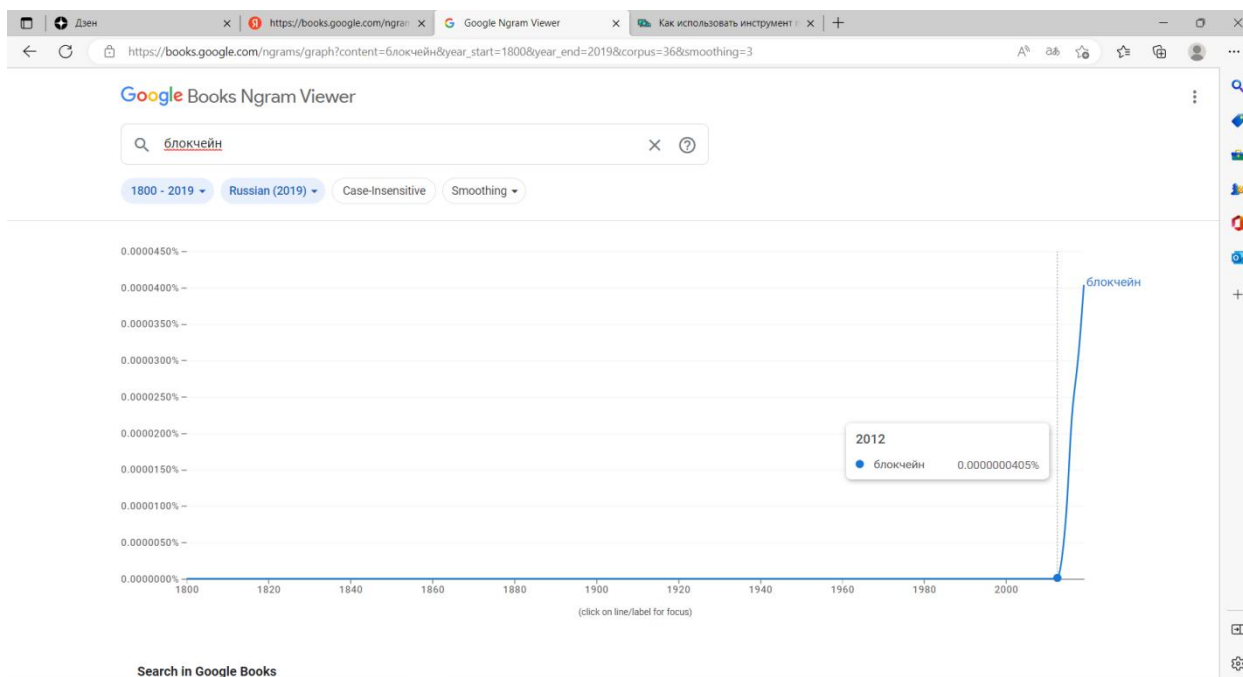 Дзен
https://books.google.com/ngram
Google Ngram Viewer
Как использовать инструмент
https://books.google.com/ngrams/graph?content=блокчейн&year_start=1800&year_end=2019&corpus=36&smoothing=3
Google Books Ngram Viewer
блокчейн
1800 - 2019
Russian (2019)
Case-Insensitive
Smoothing
0.0000450%
0.0000400%
блокчейн
0.0000350%
0.0000300%
0.0000250%
0.0000200%
2012
0.0000150%
блокчейн 0.0000000405%
0.0000100%
0.0000050%
0.0000000%
1800 1820 1840 1860 1880 1900 1920 1940 1960 1980 2000
(click on line/label for focus)
Search in Google Books